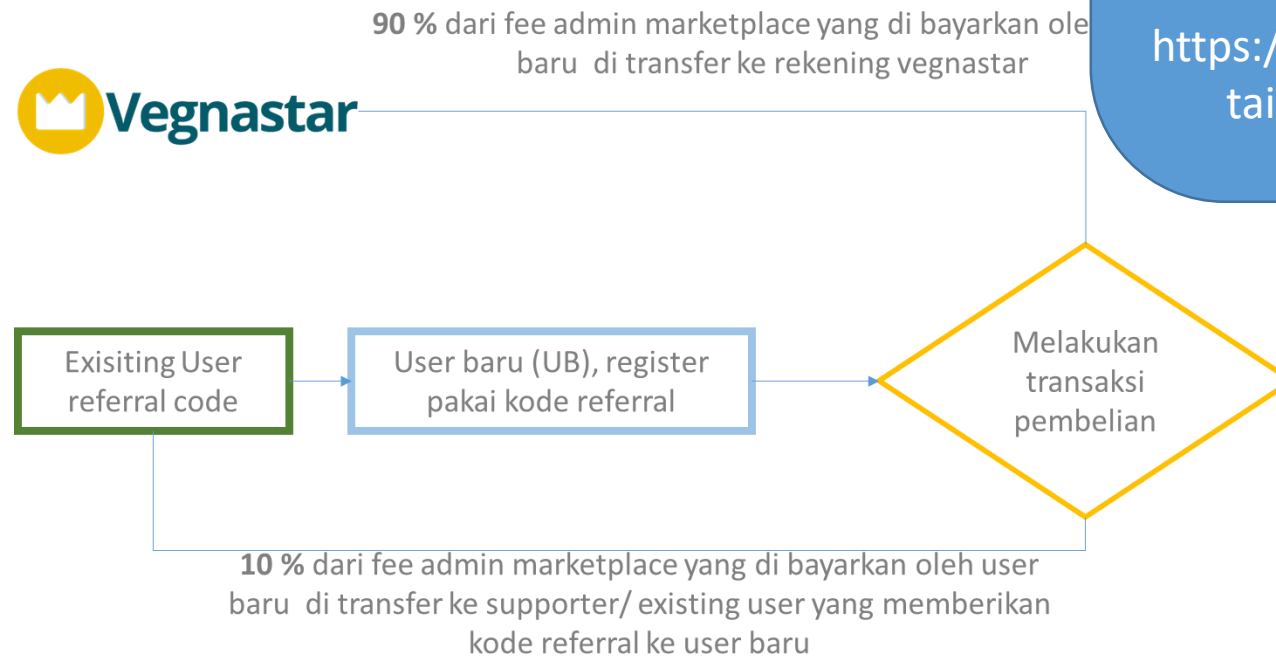 90 % dari fee admin marketplace yang di bayarkan
baru di transfer ke rekening vegnastar
https:/
Vegnastar
Exisiting User
referral code
User baru (UB), register
pakai kode referral
Melakukan
transaksi
pembelian
10 % dari fee admin marketplace yang di bayarkan oleh user
baru di transfer ke supporter/ existing user yang memberikan
kode referral ke user baru